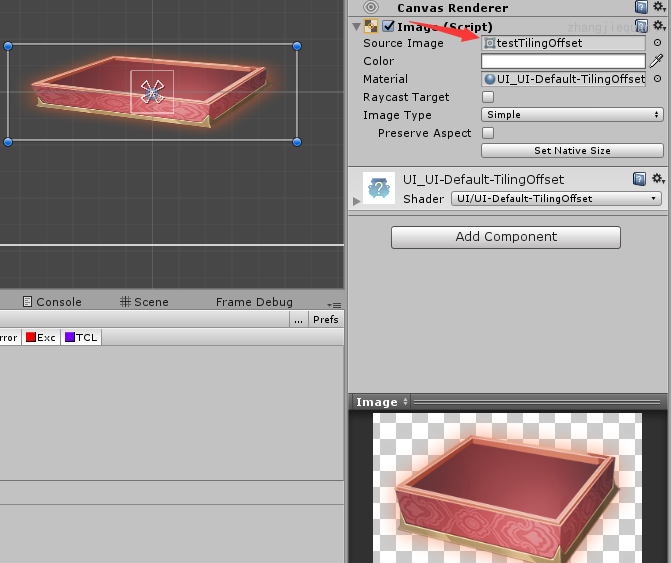 Canvas Renderer
Image (Script)
Source Image
testTilingOffset
Color
Material
UI_UI-Default-TilingOffset
Raycast Target
Image Type
Simple
Preserve Aspect
Set Native Size
UI_UI-Default-TilingOffset
Shader
UI/UI-Default-TilingOffset
Add Component
Console
Scene
Frame Debug
...
Prefs
rror
Exc
TCL
Image